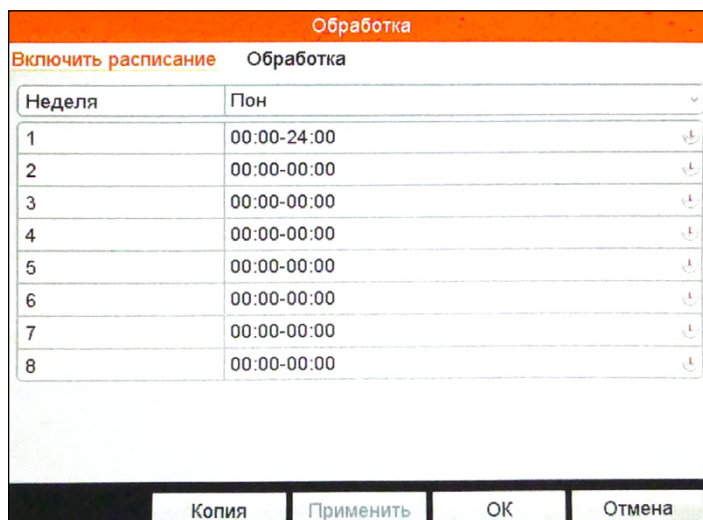 Обработка
Включить расписание Обработка
Неделя Пон
1 00:00-24:00
2 00:00-00:00
3 00:00-00:00
4 00:00-00:00
5 00:00-00:00
6 00:00-00:00
7 00:00-00:00
8 00:00-00:00
Копия Применить ОК Отмена